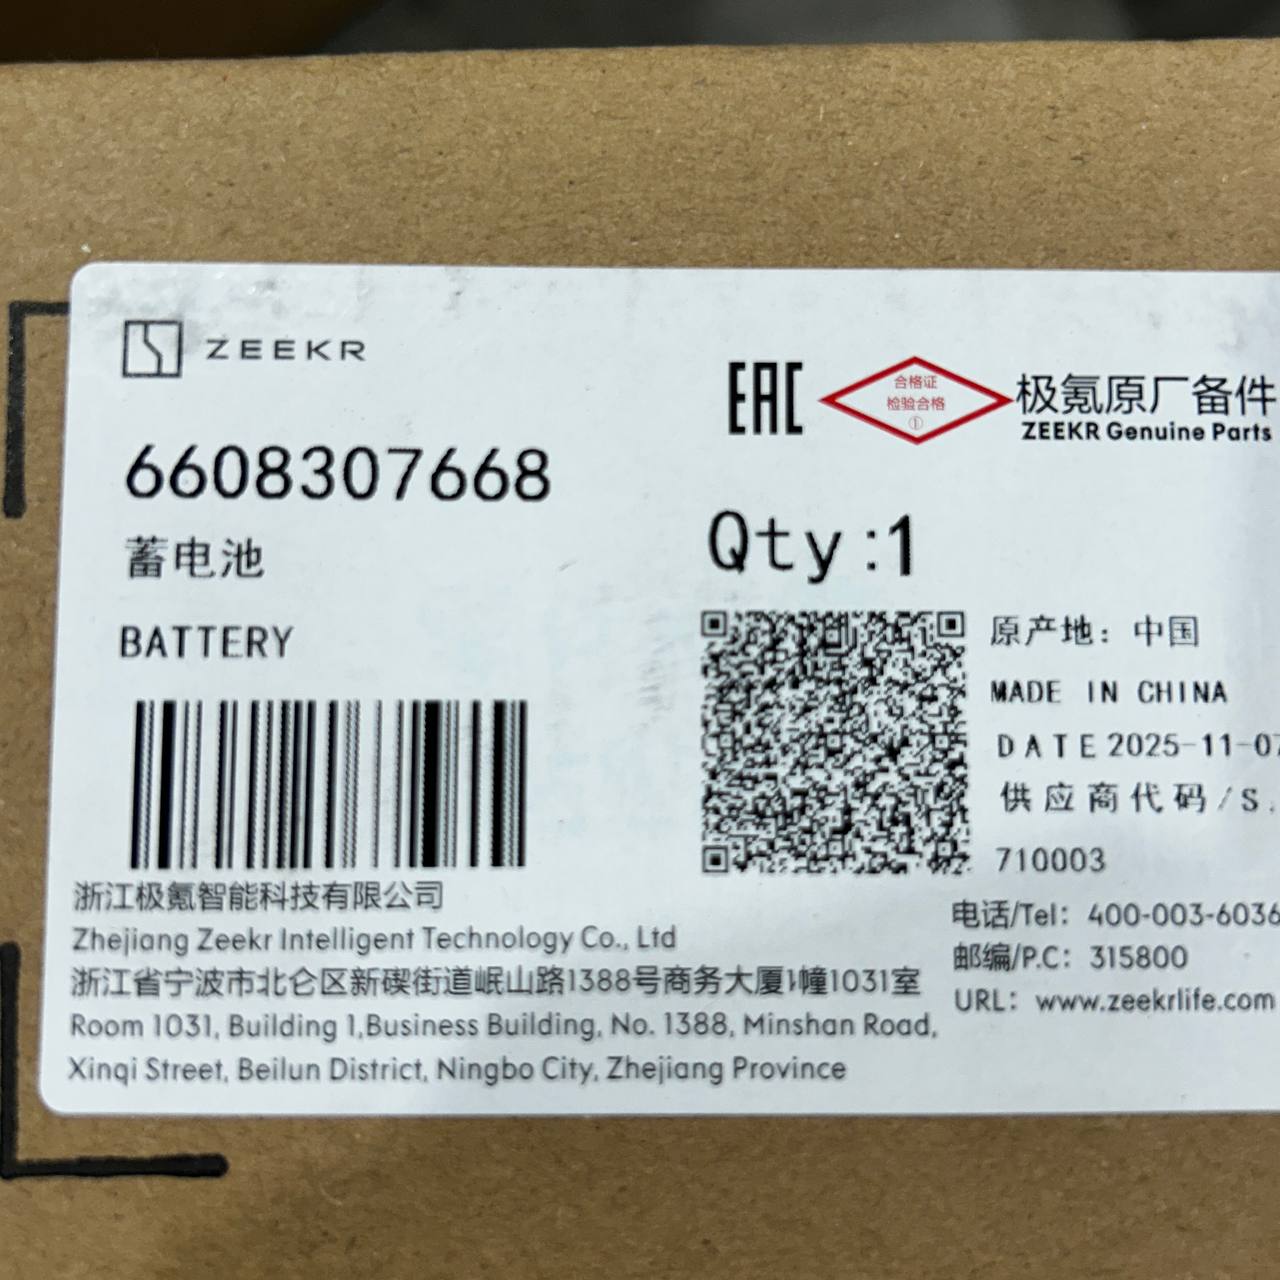 ZEEKR
EAC
合格证
检验合格
①
极氪原厂备件
ZEEKR Genuine Parts
6608307668
蓄电池
BATTERY
Qty:1
原产地：中国
MADE IN CHINA
DATE 2025-11-07
供应商代码/S.
710003
浙江极氪智能科技有限公司
Zhejiang Zeekr Intelligent Technology Co., Ltd
浙江省宁波市北仑区新碶街道岷山路1388号商务大厦1幢1031室
Room 1031, Building 1,Business Building, No. 1388, Minshan Road,
Xinqi Street, Beilun District, Ningbo City, Zhejiang Province
电话/Tel：400-003-6036
邮编/P.C：315800
URL：www.zeekrlife.com